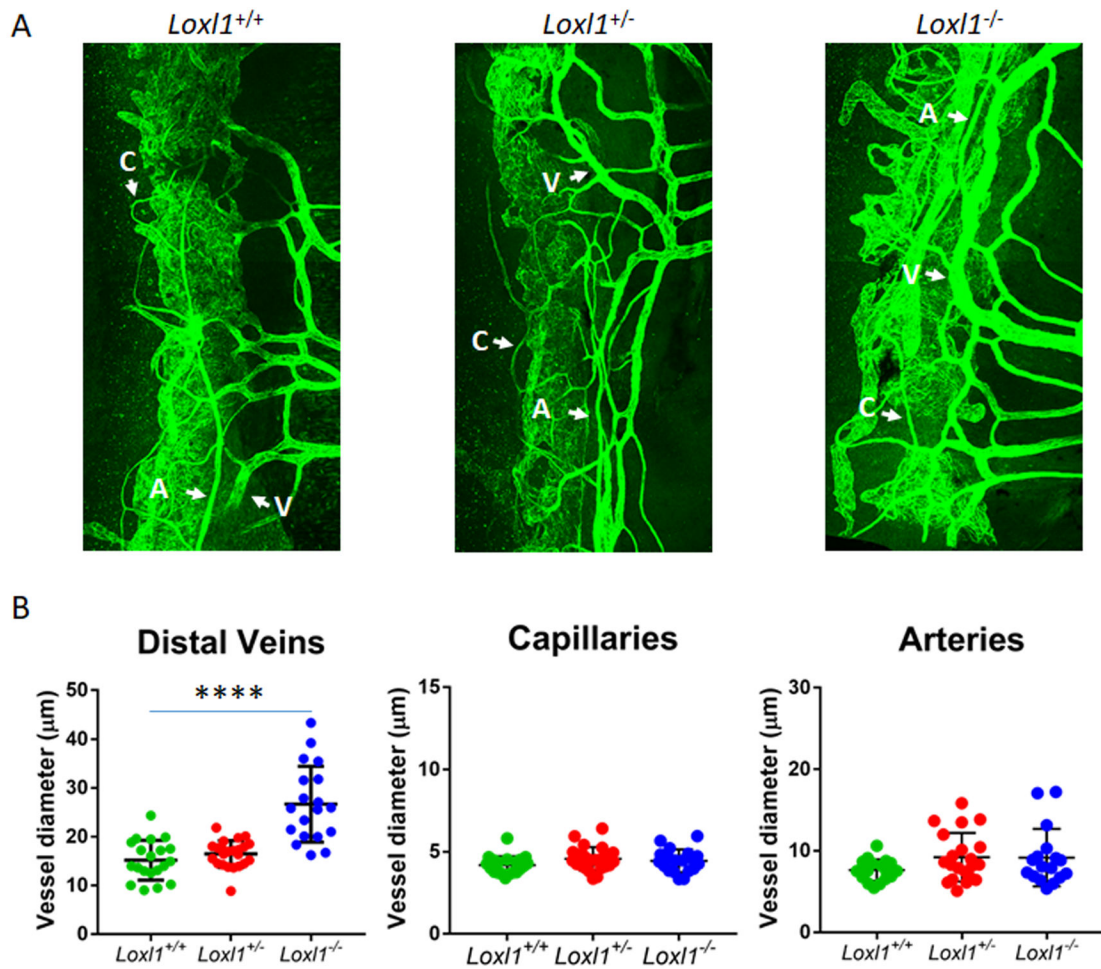 A
Loxl1+/+
Loxl1+/-
Loxl1-/-
C
A
V
V
C
A
A
V
C
B
Distal Veins
Capillaries
Arteries
****
Vessel diameter (μm)
50
40
30
20
10
0
Loxl1+/+ Loxl1+/- Loxl1-/-
Vessel diameter (μm)
15
10
5
0
Loxl1+/+ Loxl1+/- Loxl1-/-
Vessel diameter (μm)
30
20
10
0
Loxl1+/+ Loxl1+/- Loxl1-/-